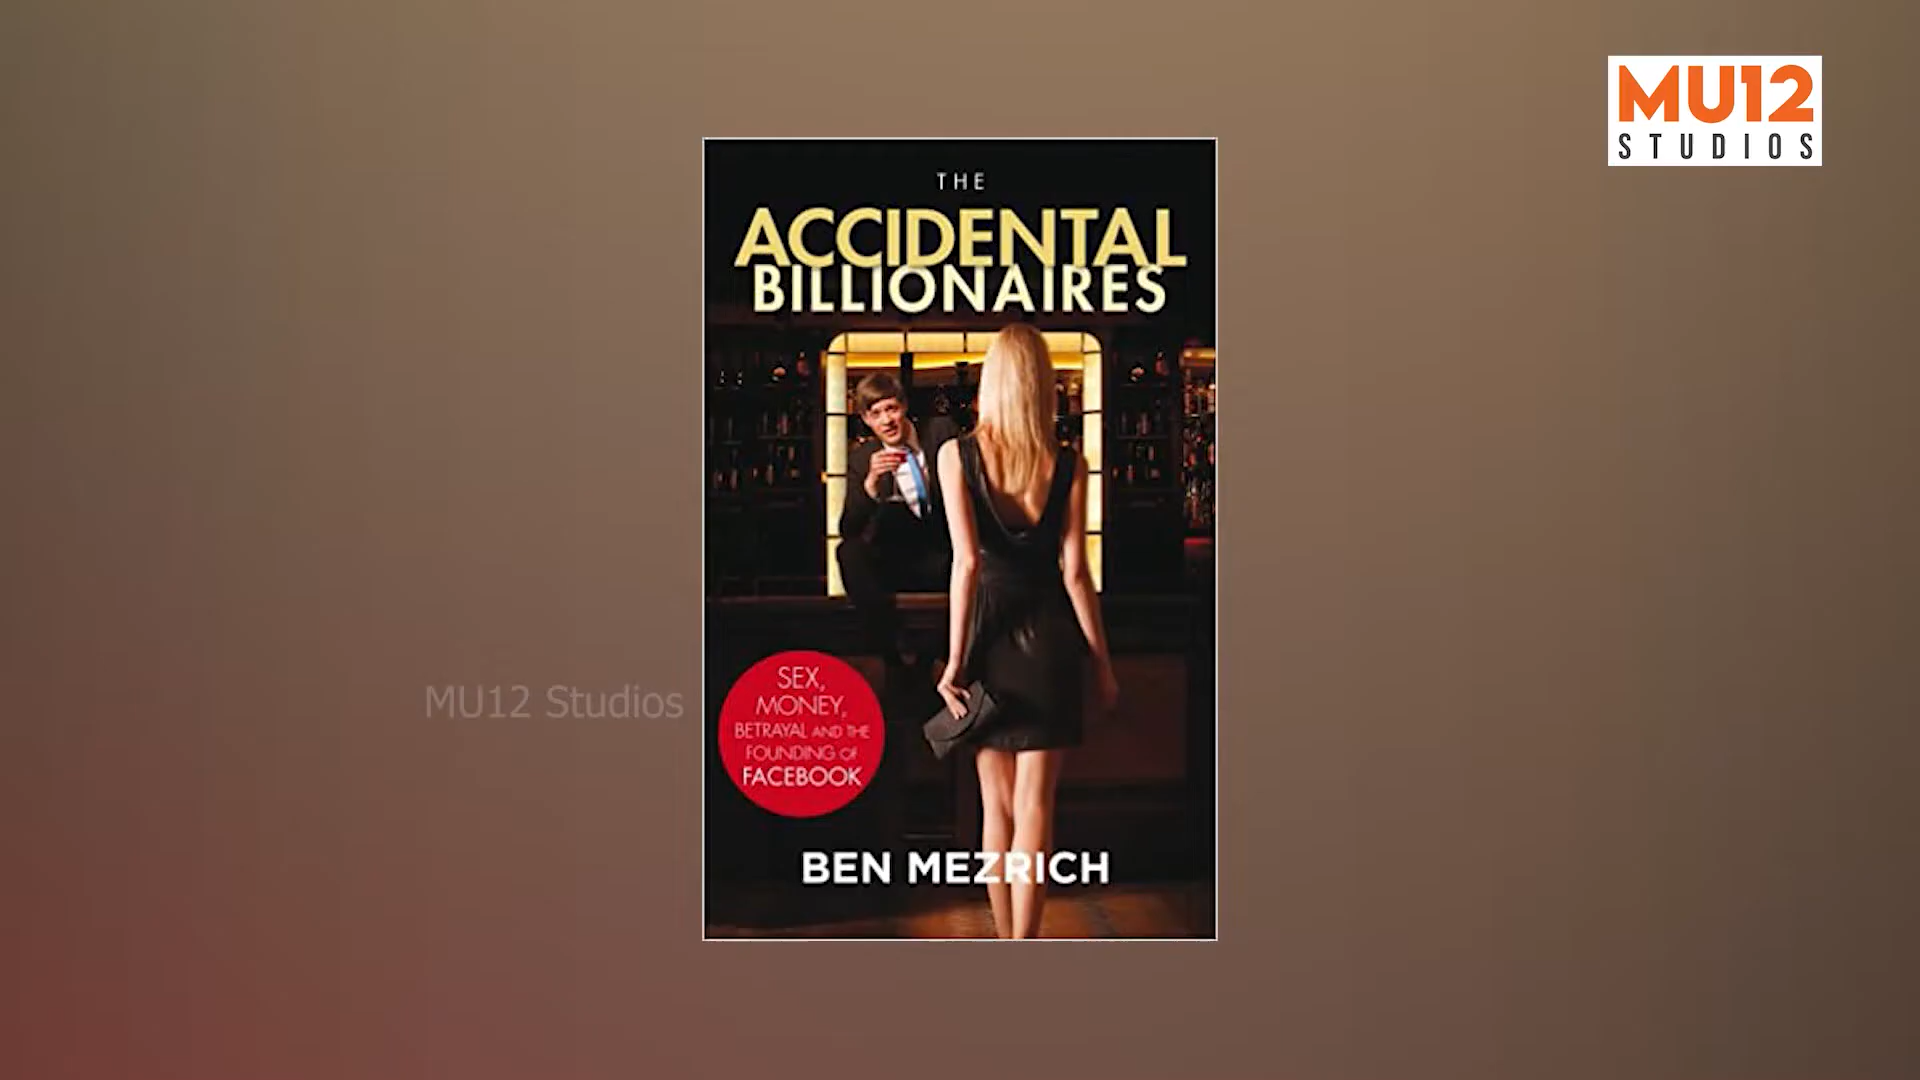 MU12
STUDIOS
THE
ACCIDENTAL
BILLIONAIRES
SEX,
MONEY,
BETRAYAL AND THE
FOUNDING OF
FACEBOOK
MU12 Studios
BEN MEZRICH